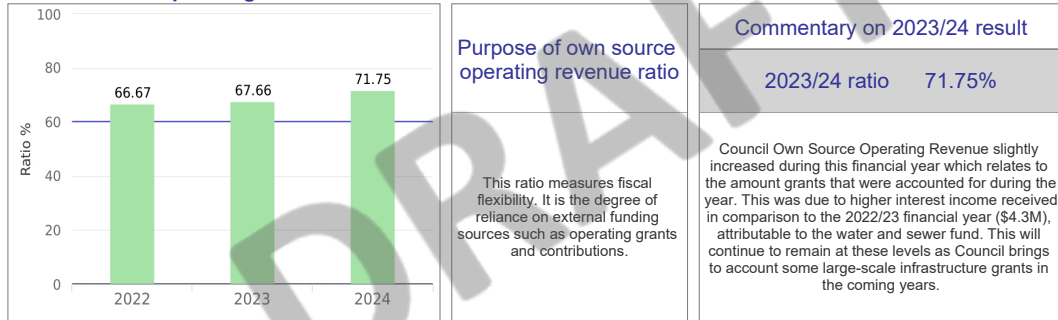 100
80
60
40
20
0
Ratio %
66.67
67.66
71.75
2022
2023
2024
Purpose of own source
operating revenue ratio
This ratio measures fiscal
flexibility. It is the degree of
reliance on external funding
sources such as operating grants
and contributions.
Commentary on 2023/24 result
2023/24 ratio 71.75%
Council Own Source Operating Revenue slightly
increased during this financial year which relates to
the amount grants that were accounted for during the
year. This was due to higher interest income received
in comparison to the 2022/23 financial year ($4.3M),
attributable to the water and sewer fund. This will
continue to remain at these levels as Council brings
to account some large-scale infrastructure grants in
the coming years.
DRAFT